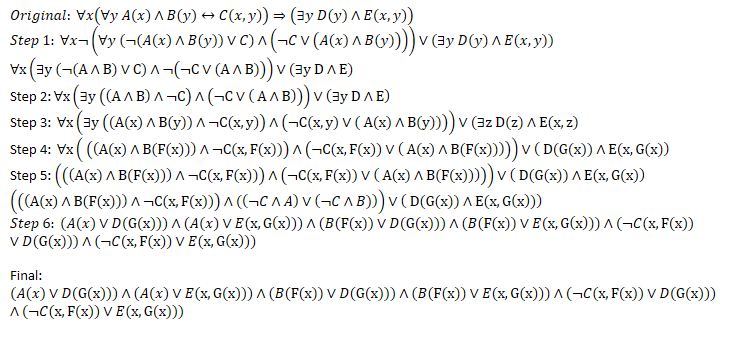 Original: ∀x(∀y A(x) ∧ B(y) ↔ C(x, y)) ⇒ (∃y D(y) ∧ E(x, y))
Step 1: ∀x¬(∀y (¬(A(x) ∧ B(y)) ∨ C) ∧ (¬C ∨ (A(x) ∧ B(y)))) ∨ (∃y D(y) ∧ E(x, y))
∀x(∃y (¬(A ∧ B) ∨ C) ∧ ¬(¬C ∨ (A ∧ B))) ∨ (∃y D ∧ E)
Step 2: ∀x(∃y ((A ∧ B) ∧ ¬C) ∧ (¬C ∨ ( A ∧ B))) ∨ (∃y D ∧ E)
Step 3: ∀x (∃y ((A(x) ∧ B(y)) ∧ ¬C(x, y)) ∧ (¬C(x, y) ∨ ( A(x) ∧ B(y)))) ∨ (∃z D(z) ∧ E(x, z)
Step 4: ∀x( ((A(x) ∧ B(F(x))) ∧ ¬C(x, F(x))) ∧ (¬C(x, F(x)) ∨ ( A(x) ∧ B(F(x))))) ∨ ( D(G(x)) ∧ E(x, G(x))
Step 5: (((A(x) ∧ B(F(x))) ∧ ¬C(x, F(x))) ∧ (¬C(x, F(x)) ∨ ( A(x) ∧ B(F(x))))) ∨ ( D(G(x)) ∧ E(x, G(x))
(((A(x) ∧ B(F(x))) ∧ ¬C(x, F(x))) ∧ ((¬C ∧ A) ∨ (¬C ∧ B))) ∨ ( D(G(x)) ∧ E(x, G(x)))
Step 6: (A(x) ∨ D(G(x))) ∧ (A(x) ∨ E(x, G(x))) ∧ (B(F(x)) ∨ D(G(x))) ∧ (B(F(x)) ∨ E(x, G(x))) ∧ (¬C(x, F(x))
∨ D(G(x))) ∧ (¬C(x, F(x)) ∨ E(x, G(x)))
Final:
(A(x) ∨ D(G(x))) ∧ (A(x) ∨ E(x, G(x))) ∧ (B(F(x)) ∨ D(G(x))) ∧ (B(F(x)) ∨ E(x, G(x))) ∧ (¬C(x, F(x)) ∨ D(G(x)))
∧ (¬C(x, F(x)) ∨ E(x, G(x)))